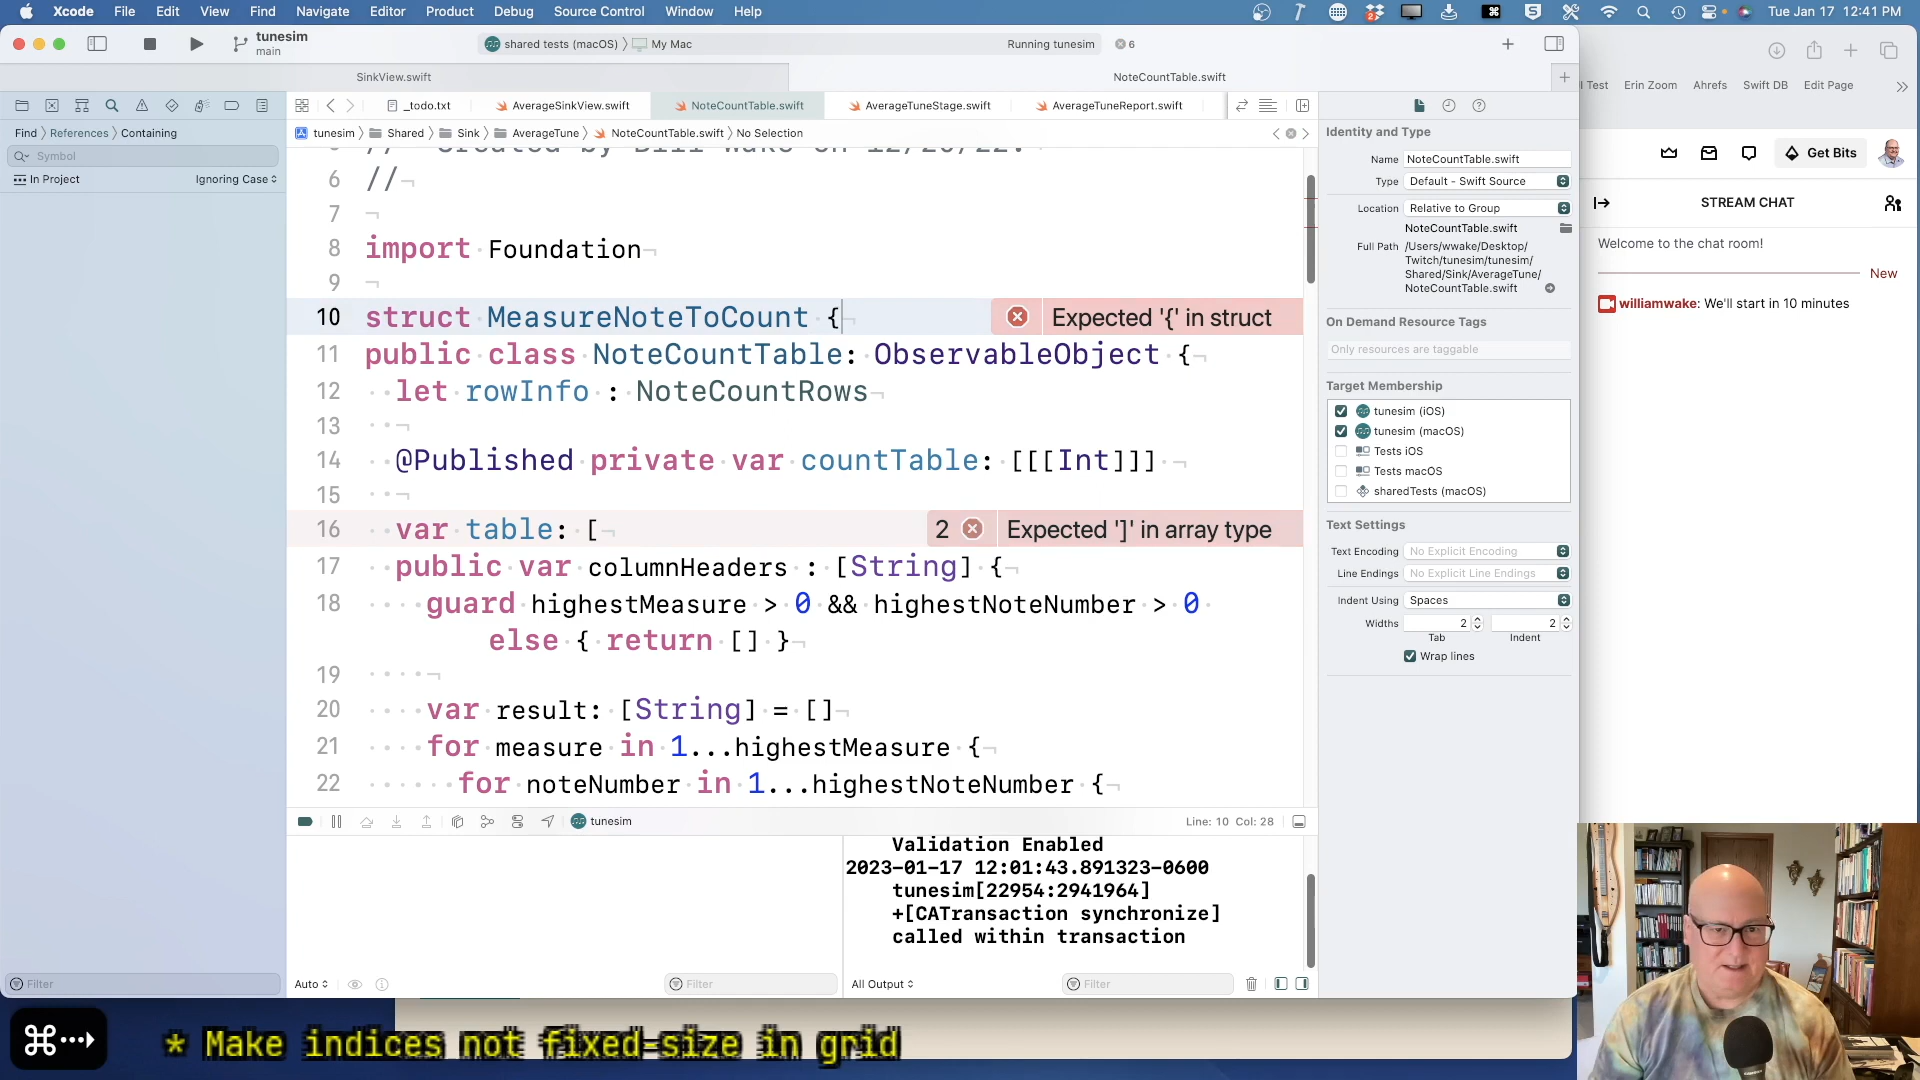 Xcode File Edit View Find Navigate Editor Product Debug Source Control Window Help
Tue Jan 17 12:41 PM
tunesim
main
shared tests (macOS) My Mac
Running tunesim
6
SinkView.swift
NoteCountTable.swift
_todo.txt
AverageSinkView.swift
NoteCountTable.swift
AverageTuneStage.swift
AverageTuneReport.swift
Find References Containing
Symbol
In Project
Ignoring Case
tunesim Shared Sink AverageTune NoteCountTable.swift No Selection
6 //
7
8 import Foundation
9
10 struct MeasureNoteToCount {
Expected '{' in struct
11 public class NoteCountTable: ObservableObject {
12 let rowInfo : NoteCountRows
13
14 @Published private var countTable: [[[Int]]]
15
16 var table: [
2 Expected ']' in array type
17 public var columnHeaders : [String] {
18 guard highestMeasure > 0 && highestNoteNumber > 0
else { return [] }
19
20 var result: [String] = []
21 for measure in 1...highestMeasure {
22 for noteNumber in 1...highestNoteNumber {
tunesim
Line: 10 Col: 28
Validation Enabled
2023-01-17 12:01:43.891323-0600
tunesim[22954:2941964]
+[CATransaction synchronize]
called within transaction
Filter
Auto
Filter
All Output
Filter
Identity and Type
Name NoteCountTable.swift
Type Default - Swift Source
Location Relative to Group
NoteCountTable.swift
Full Path /Users/wwake/Desktop/
Twitch/tunesim/tunesim/
Shared/Sink/AverageTune/
NoteCountTable.swift
On Demand Resource Tags
Only resources are taggable
Target Membership
tunesim (iOS)
tunesim (macOS)
Tests iOS
Tests macOS
sharedTests (macOS)
Text Settings
Text Encoding No Explicit Encoding
Line Endings No Explicit Line Endings
Indent Using Spaces
Widths 2 2
Tab Indent
Wrap lines
Test Erin Zoom Ahrefs Swift DB Edit Page
Get Bits
STREAM CHAT
Welcome to the chat room!
New
williamwake: We'll start in 10 minutes
* Make indices not fixed-size in grid